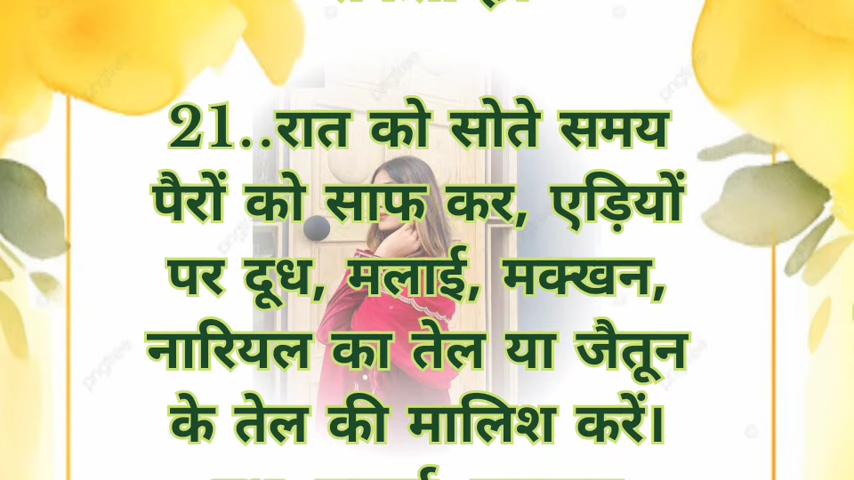 21..रात को सोते समय
पैरों को साफ कर, एड़ियों
पर दूध, मलाई, मक्खन,
नारियल का तेल या जैतून
के तेल की मालिश करें।